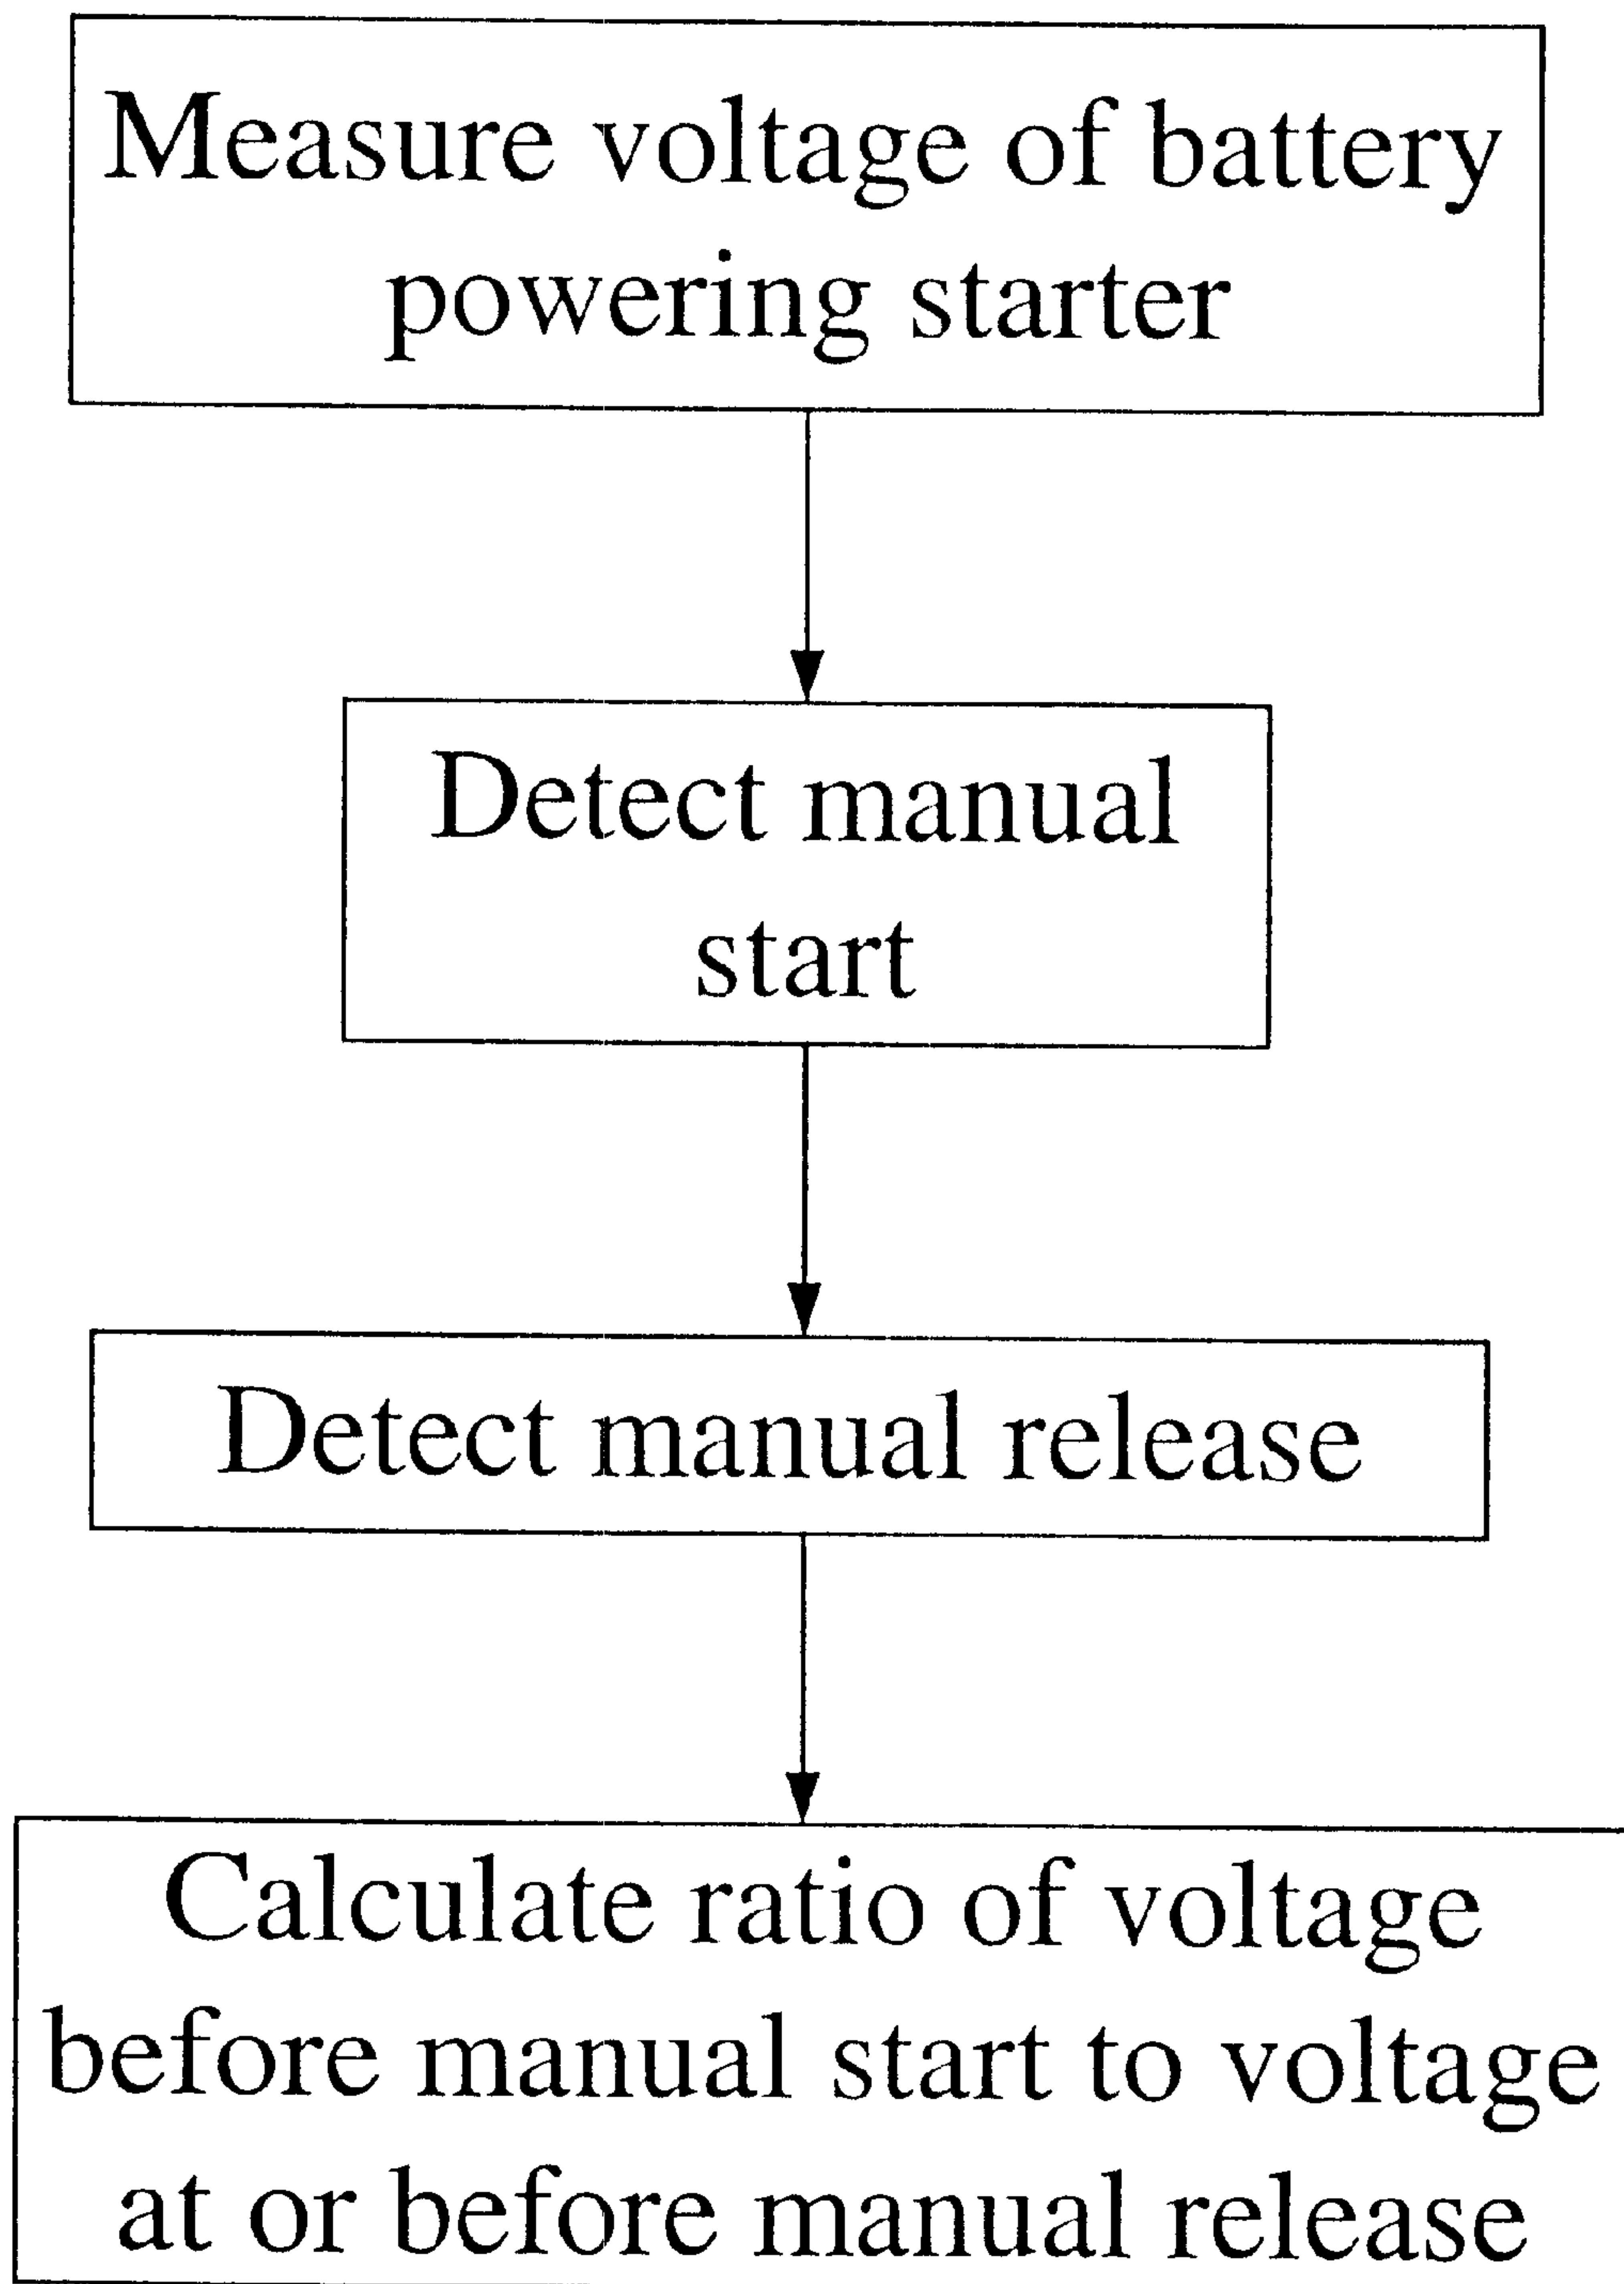 Measure voltage of battery
powering starter
Detect manual
start
Detect manual release
Calculate ratio of voltage
before manual start to voltage
at or before manual release